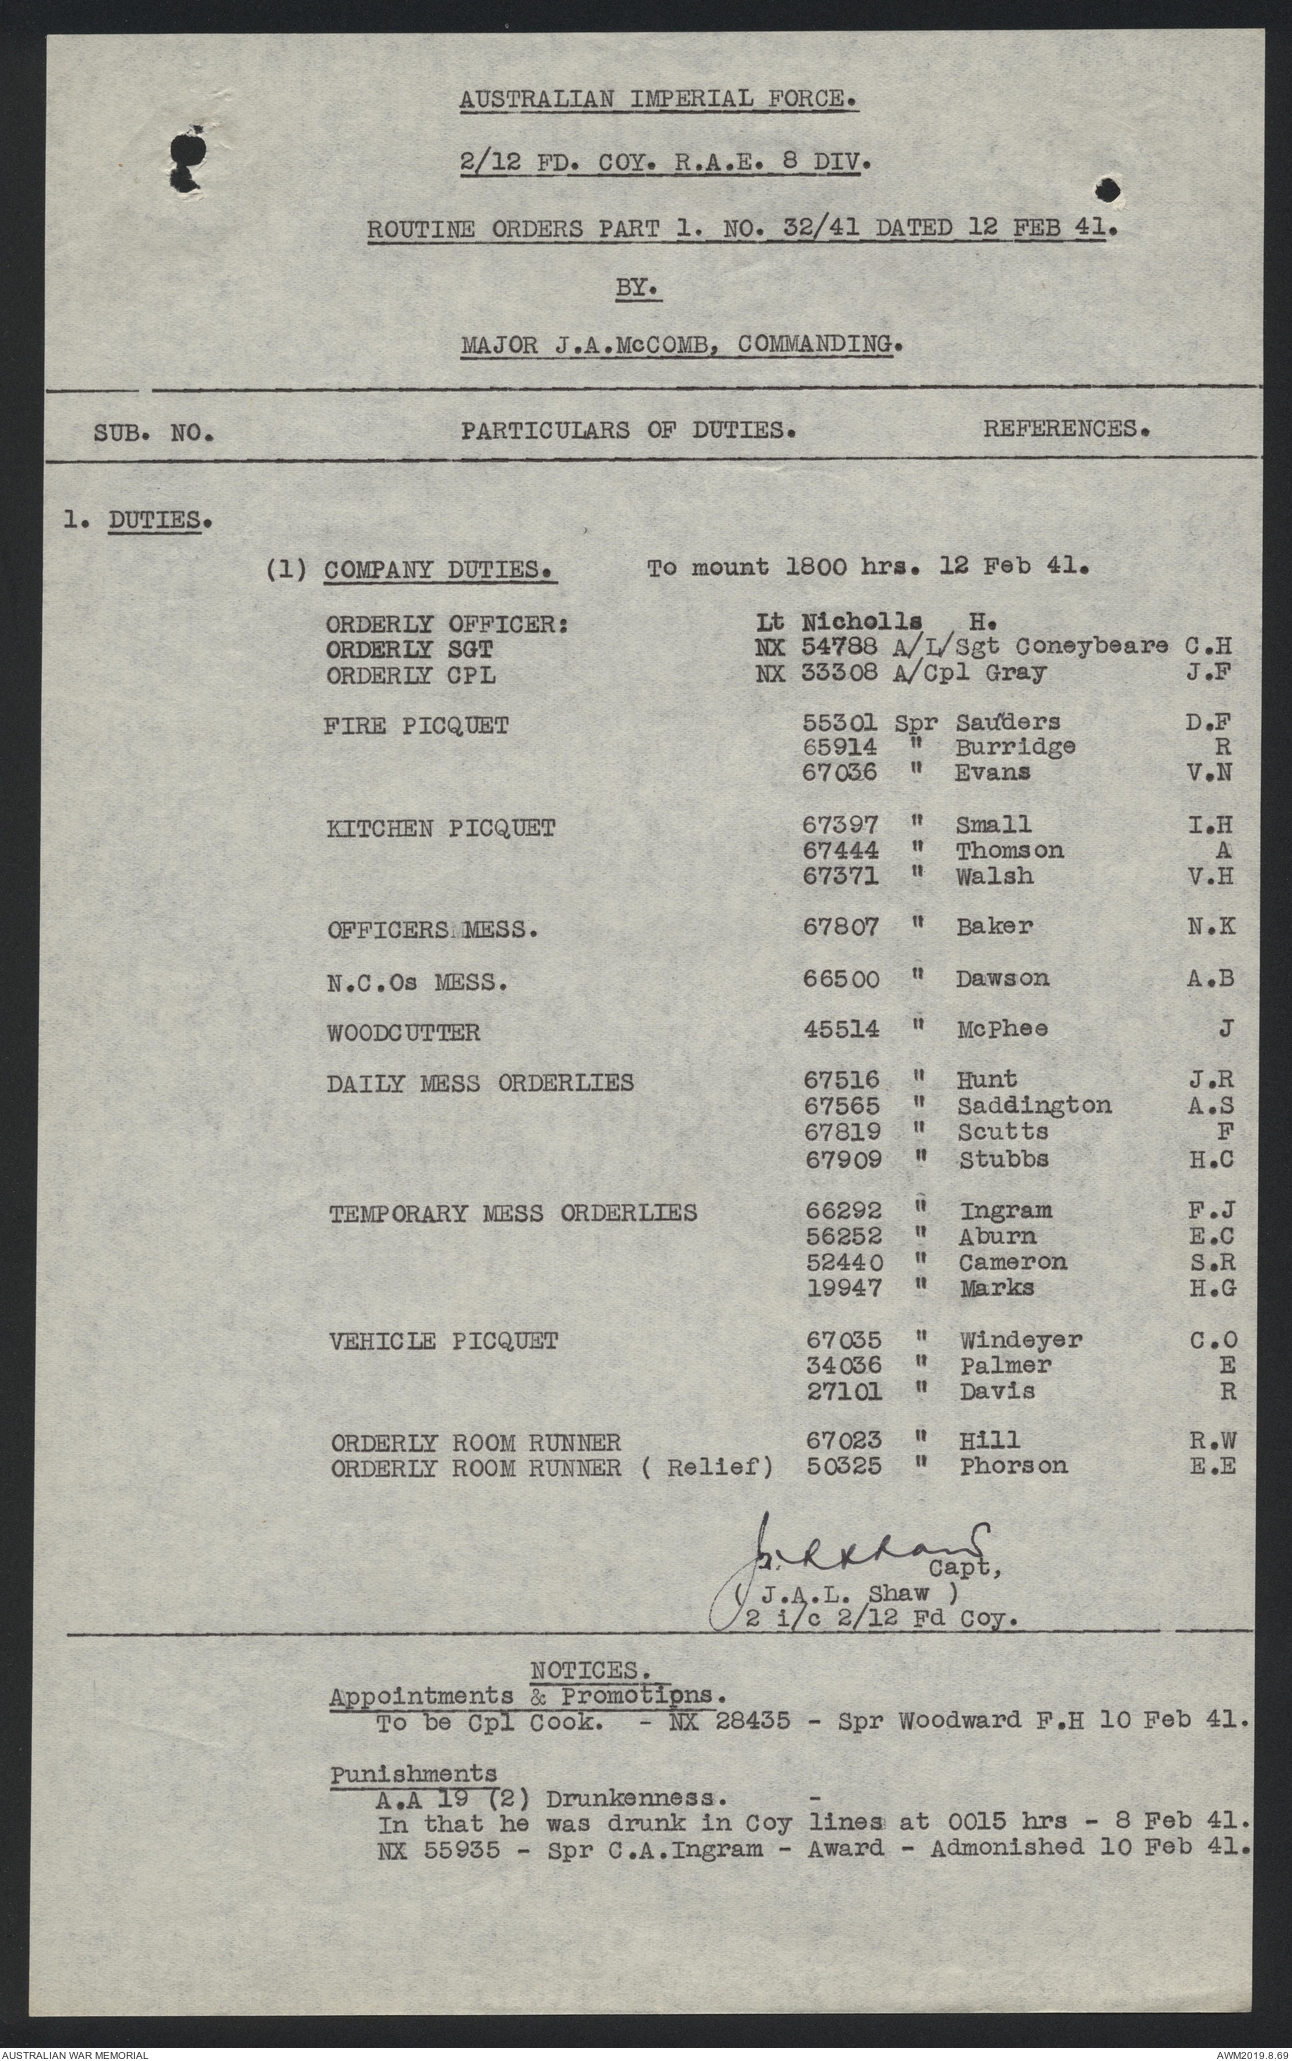 AUSTRALIAN IMPERIAL FORCE.
2/12 FD. COY. R.A.E. 8 DIV.
ROUTINE ORDERS PART 1. NO. 32/41 DATED 12 FEB 41.
BY.
MAJOR J.A.McCOMB, COMMANDING.
SUB. NO. PARTICULARS OF DUTIES. REFERENCES.
1. DUTIES.
(1) COMPANY DUTIES. To mount 1800 hrs. 12 Feb 41.
ORDERLY OFFICER: Lt Nicholls H.
ORDERLY SGT NX 54788 A/L/Sgt Coneybeare C.H
ORDERLY CPL NX 33308 A/Cpl Gray J.F
FIRE PICQUET 55301 Spr Sauders D.F
65914 " Burridge R
67036 " Evans V.N
KITCHEN PICQUET 67397 " Small I.H
67444 " Thomson A
67371 " Walsh V.H
OFFICERS MESS. 67807 " Baker N.K
N.C.Os MESS. 66500 " Dawson A.B
WOODCUTTER 45514 " McPhee J
DAILY MESS ORDERLIES 67516 " Hunt J.R
67565 " Saddington A.S
67819 " Scutts F
67909 " Stubbs H.C
TEMPORARY MESS ORDERLIES 66292 " Ingram F.J
56252 " Aburn E.C
52440 " Cameron S.R
19947 " Marks H.G
VEHICLE PICQUET 67035 " Windeyer C.O
34036 " Palmer E
27101 " Davis R
ORDERLY ROOM RUNNER 67023 " Hill R.W
ORDERLY ROOM RUNNER ( Relief) 50325 " Phorson E.E
Capt,
( J.A.L. Shaw )
2 i/c 2/12 Fd Coy.
NOTICES.
Appointments & Promotipns.
To be Cpl Cook. - NX 28435 - Spr Woodward F.H 10 Feb 41.
Punishments
A.A 19 (2) Drunkenness. -
In that he was drunk in Coy lines at 0015 hrs - 8 Feb 41.
NX 55935 - Spr C.A.Ingram - Award - Admonished 10 Feb 41.
AUSTRALIAN WAR MEMORIAL AWM2019.8.69